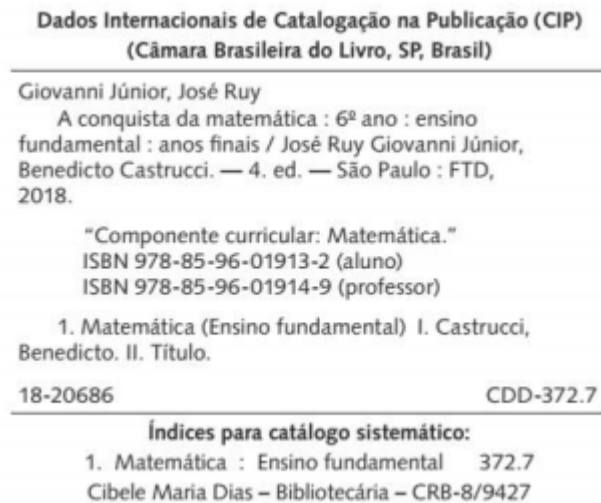 Dados Internacionais de Catalogação na Publicação (CIP)
(Câmara Brasileira do Livro, SP, Brasil)
Giovanni Júnior, José Ruy
A conquista da matemática : 6º ano : ensino
fundamental : anos finais / José Ruy Giovanni Júnior,
Benedicto Castrucci. — 4. ed. — São Paulo : FTD,
2018.
“Componente curricular: Matemática.”
ISBN 978-85-96-01913-2 (aluno)
ISBN 978-85-96-01914-9 (professor)
1. Matemática (Ensino fundamental) I. Castrucci,
Benedicto. II. Título.
18-20686 CDD-372.7
Índices para catálogo sistemático:
1. Matemática : Ensino fundamental 372.7
Cibele Maria Dias – Bibliotecária – CRB-8/9427